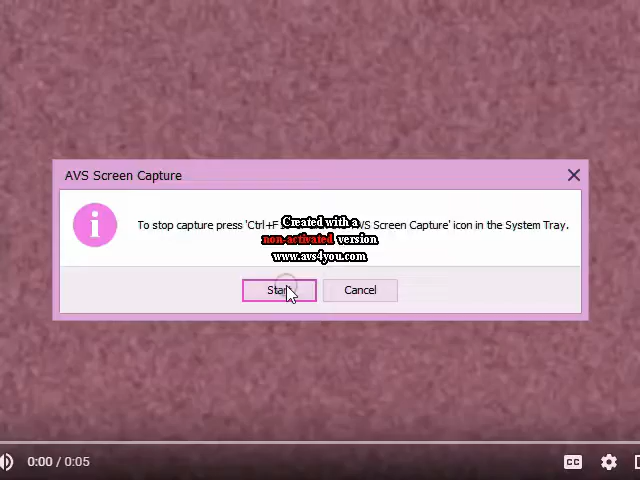 AVS Screen Capture
To stop capture press 'Ctrl+F VS Screen Capture' icon in the System Tray.
Created with a
non-activated version
www.avs4you.com
Cancel
0:00 / 0:05
CC